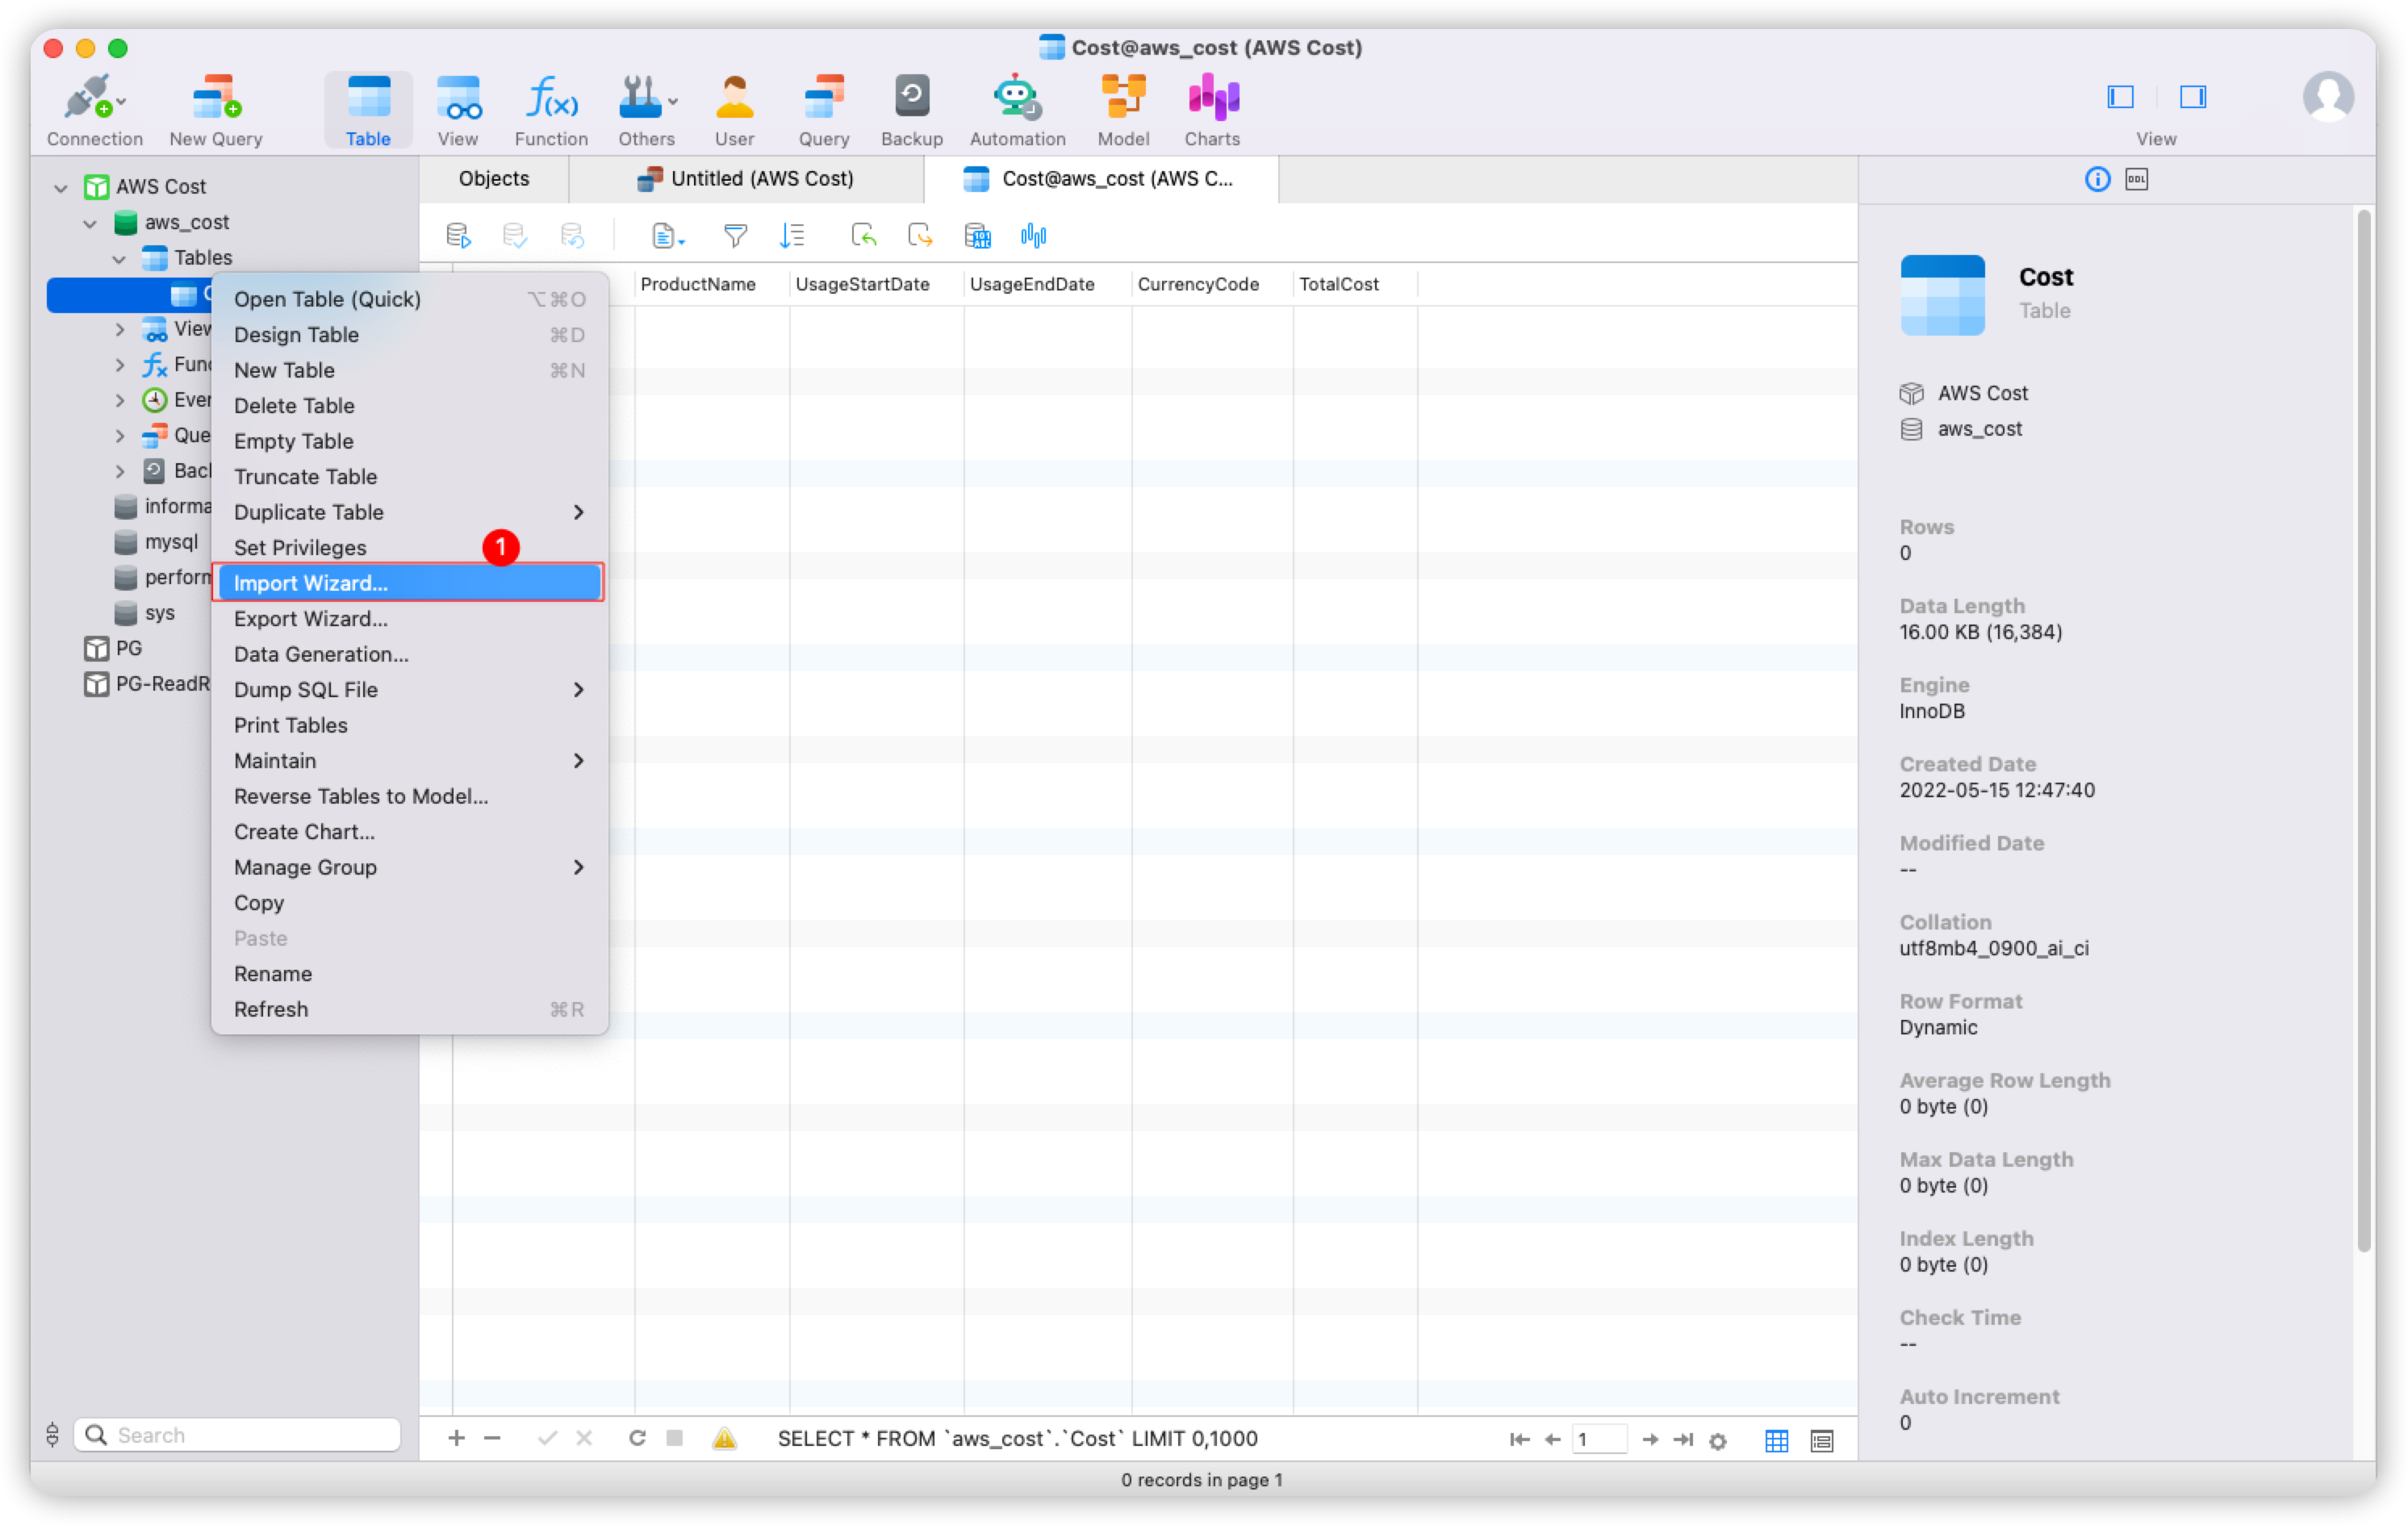 Cost@aws_cost (AWS Cost)
Connection
New Query
Table
View
Function
Others
User
Query
Backup
Automation
Model
Charts
View
AWS Cost
aws_cost
Tables
C
View
Func
Even
Que
Bacl
informa
mysql
perform
sys
PG
PG-ReadR
Search
Open Table (Quick) ⌥⌘O
Design Table ⌘D
New Table ⌘N
Delete Table
Empty Table
Truncate Table
Duplicate Table
Set Privileges
1
Import Wizard...
Export Wizard...
Data Generation...
Dump SQL File
Print Tables
Maintain
Reverse Tables to Model...
Create Chart...
Manage Group
Copy
Paste
Rename
Refresh ⌘R
Objects
Untitled (AWS Cost)
Cost@aws_cost (AWS C...
ProductName UsageStartDate UsageEndDate CurrencyCode TotalCost
SELECT * FROM `aws_cost`.`Cost` LIMIT 0,1000
1
0 records in page 1
DDL
Cost
Table
AWS Cost
aws_cost
Rows
0
Data Length
16.00 KB (16,384)
Engine
InnoDB
Created Date
2022-05-15 12:47:40
Modified Date
--
Collation
utf8mb4_0900_ai_ci
Row Format
Dynamic
Average Row Length
0 byte (0)
Max Data Length
0 byte (0)
Index Length
0 byte (0)
Check Time
--
Auto Increment
0